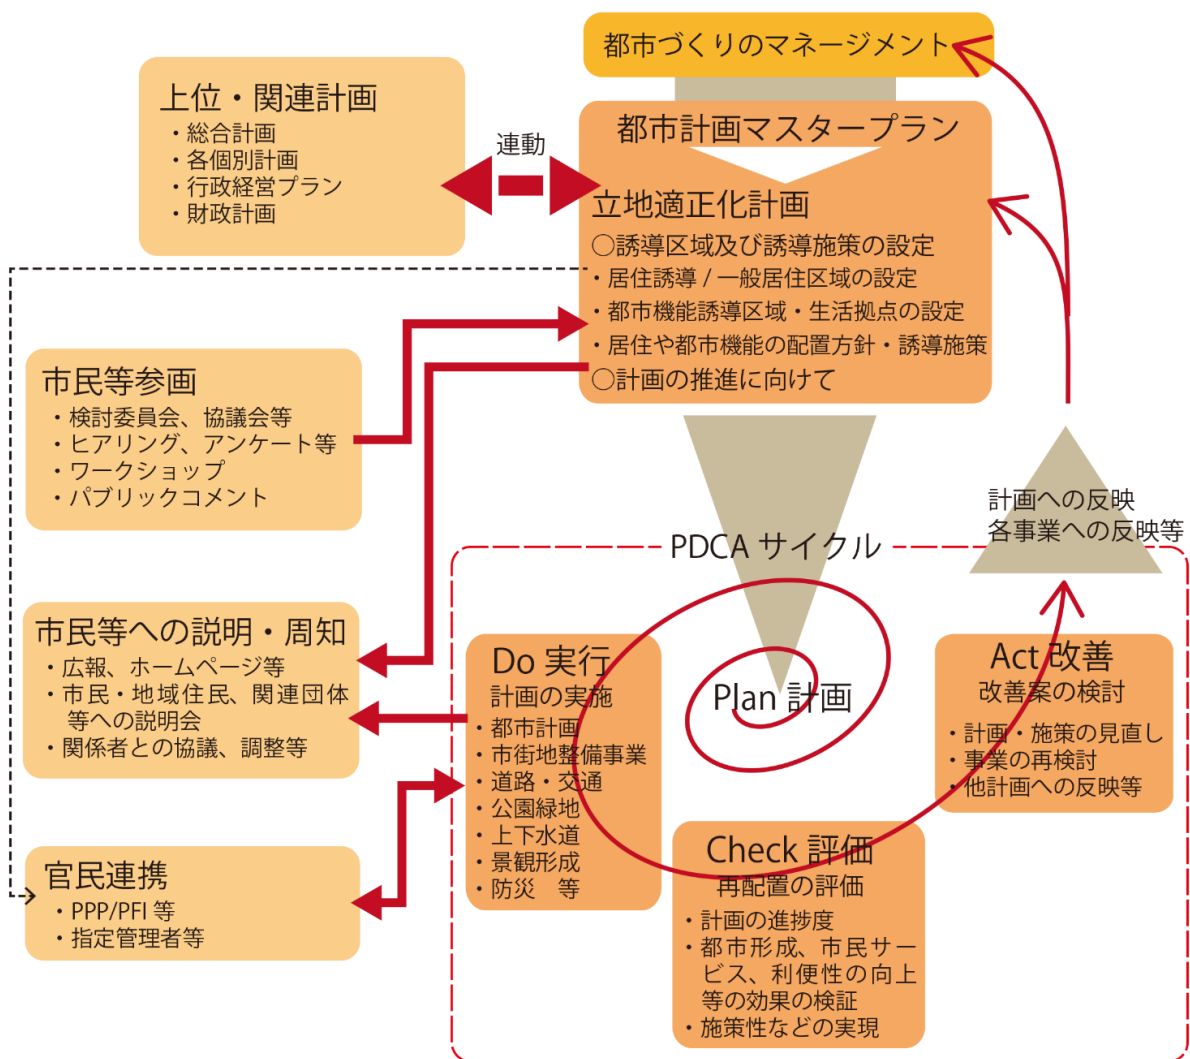 都市づくりのマネージメント
上位・関連計画
・総合計画
・各個別計画
・行政経営プラン
・財政計画
連動
都市計画マスタープラン
立地適正化計画
○誘導区域及び誘導施策の設定
・居住誘導 / 一般居住区域の設定
・都市機能誘導区域・生活拠点の設定
・居住や都市機能の配置方針・誘導施策
○計画の推進に向けて
市民等参画
・検討委員会、協議会等
・ヒアリング、アンケート等
・ワークショップ
・パブリックコメント
計画への反映
各事業への反映等
PDCA サイクル
市民等への説明・周知
・広報、ホームページ等
・市民・地域住民、関連団体
等への説明会
・関係者との協議、調整等
Do 実行
計画の実施
・都市計画
・市街地整備事業
・道路・交通
・公園緑地
・上下水道
・景観形成
・防災　等
Plan 計画
Act 改善
改善案の検討
・計画・施策の見直し
・事業の再検討
・他計画への反映等
Check 評価
再配置の評価
・計画の進捗度
・都市形成、市民サー
ビス、利便性の向上
等の効果の検証
・施策性などの実現
官民連携
・PPP/PFI 等
・指定管理者等